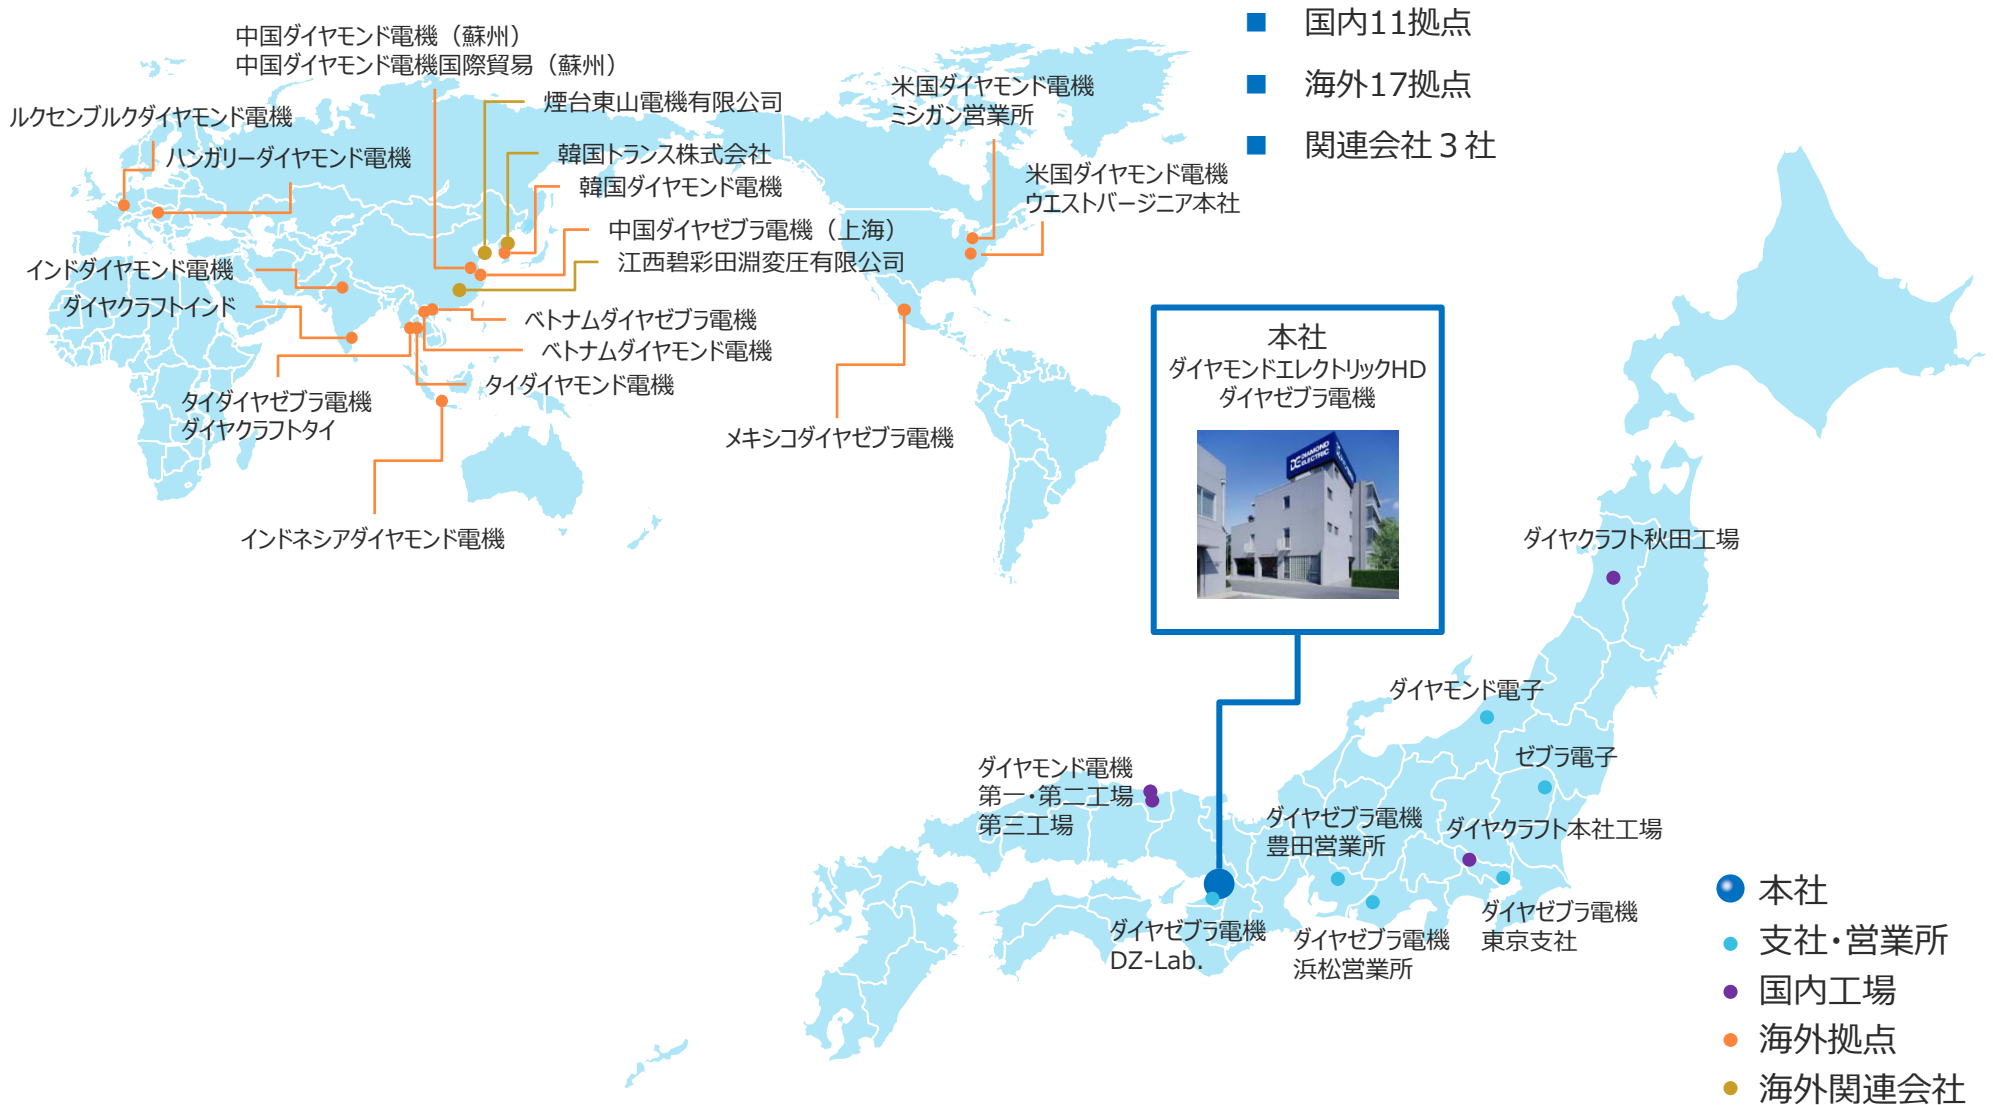 国内11拠点
海外17拠点
関連会社３社
中国ダイヤモンド電機（蘇州）
中国ダイヤモンド電機国際貿易（蘇州）
煙台東山電機有限公司
ルクセンブルクダイヤモンド電機
ハンガリーダイヤモンド電機
韓国トランス株式会社
韓国ダイヤモンド電機
中国ダイヤゼブラ電機（上海）
江西碧彩田淵変圧有限公司
米国ダイヤモンド電機
ミシガン営業所
米国ダイヤモンド電機
ウエストバージニア本社
インドダイヤモンド電機
ダイヤクラフトインド
ベトナムダイヤゼブラ電機
ベトナムダイヤモンド電機
タイダイヤモンド電機
タイダイヤゼブラ電機
ダイヤクラフトタイ
メキシコダイヤゼブラ電機
インドネシアダイヤモンド電機
本社
ダイヤモンドエレクトリックHD
ダイヤゼブラ電機
DIAMOND
ELECTRIC
ダイヤクラフト秋田工場
ダイヤモンド電子
ゼブラ電子
ダイヤモンド電機
第一・第二工場
第三工場
ダイヤゼブラ電機
豊田営業所
ダイヤクラフト本社工場
ダイヤゼブラ電機
東京支社
ダイヤゼブラ電機
DZ-Lab.
ダイヤゼブラ電機
浜松営業所
本社
支社・営業所
国内工場
海外拠点
海外関連会社